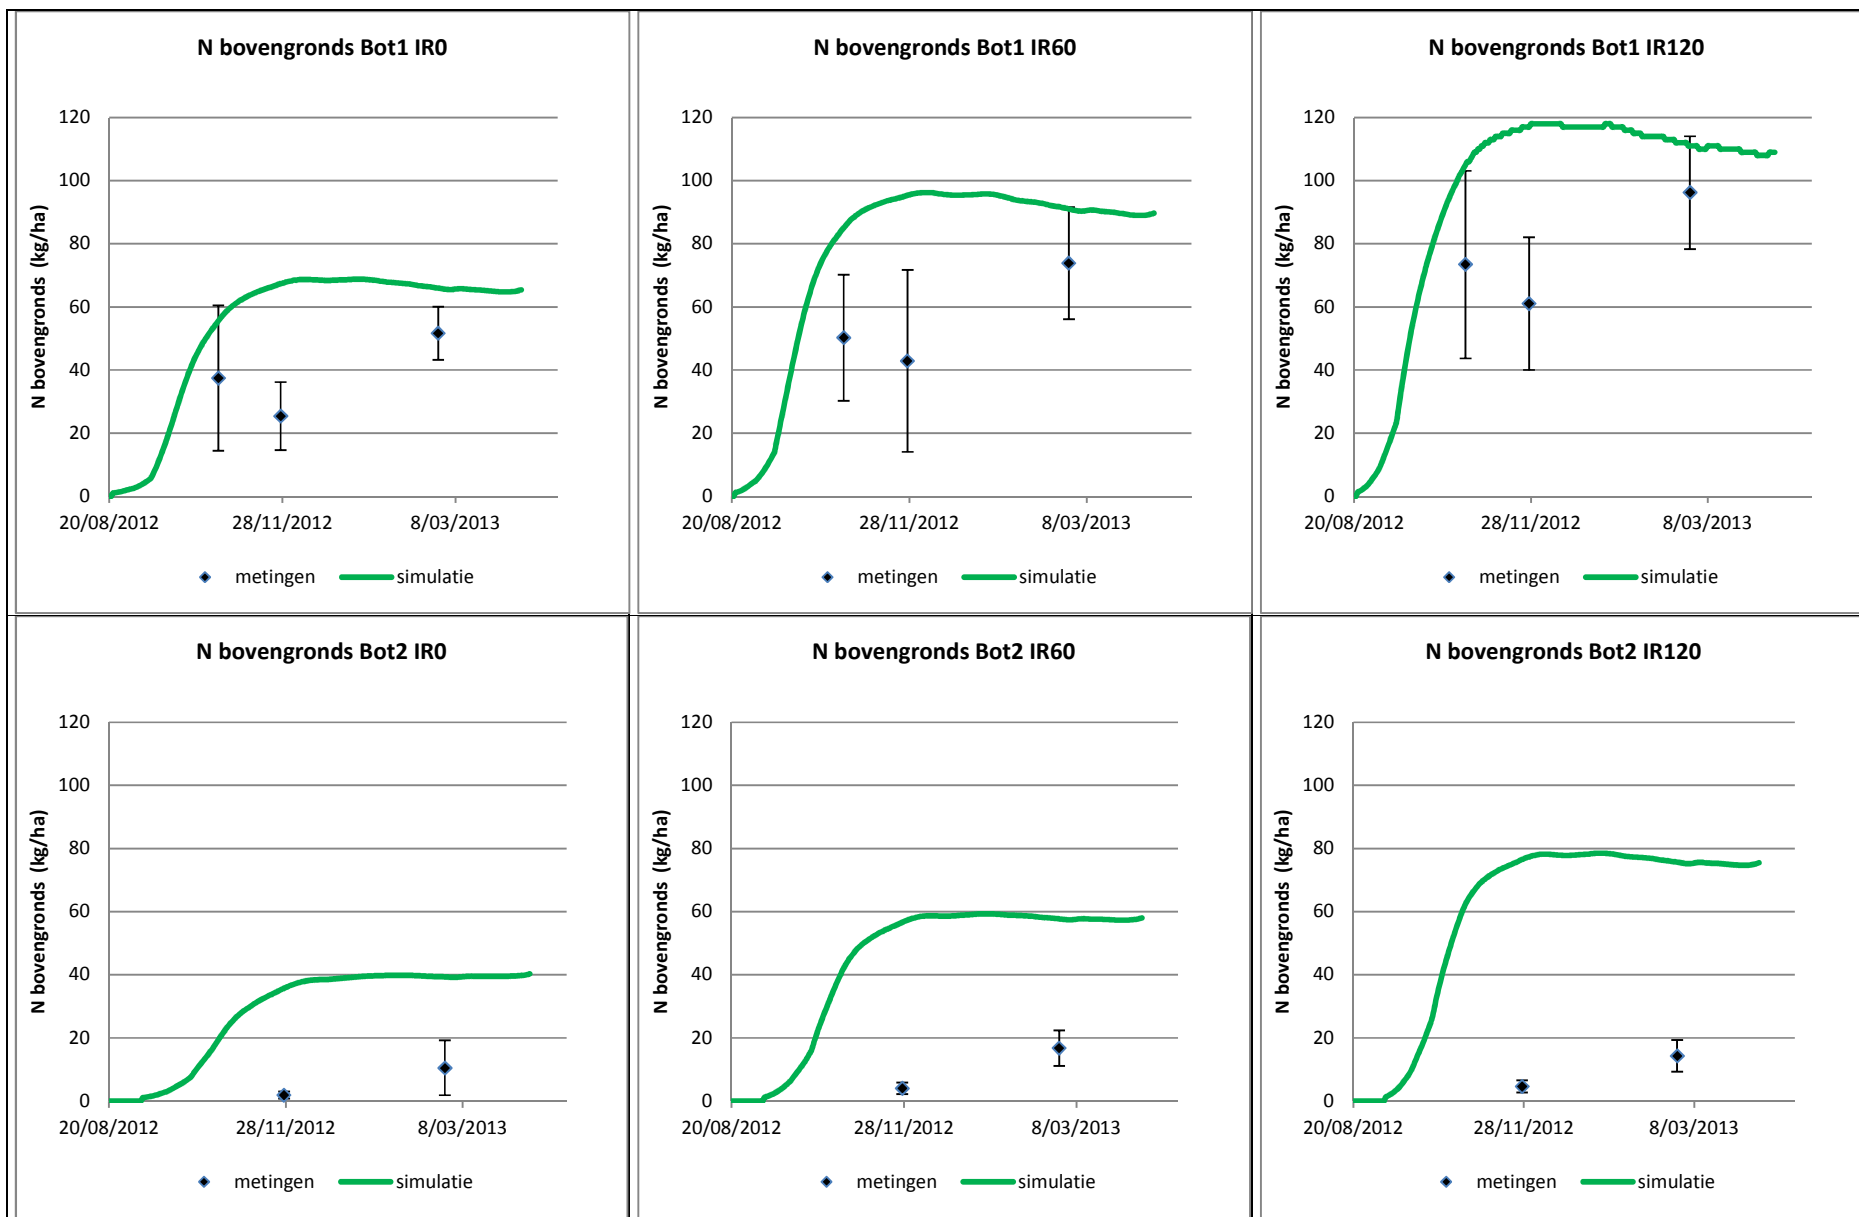 N bovengronds Bot1 IR0
N bovengronds (kg/ha)
120
100
80
60
40
20
0
20/08/2012 28/11/2012 8/03/2013
metingen simulatie
N bovengronds Bot1 IR60
N bovengronds (kg/ha)
120
100
80
60
40
20
0
20/08/2012 28/11/2012 8/03/2013
metingen simulatie
N bovengronds Bot1 IR120
N bovengronds (kg/ha)
120
100
80
60
40
20
0
20/08/2012 28/11/2012 8/03/2013
metingen simulatie
N bovengronds Bot2 IR0
N bovengronds (kg/ha)
120
100
80
60
40
20
0
20/08/2012 28/11/2012 8/03/2013
metingen simulatie
N bovengronds Bot2 IR60
N bovengronds (kg/ha)
120
100
80
60
40
20
0
20/08/2012 28/11/2012 8/03/2013
metingen simulatie
N bovengronds Bot2 IR120
N bovengronds (kg/ha)
120
100
80
60
40
20
0
20/08/2012 28/11/2012 8/03/2013
metingen simulatie